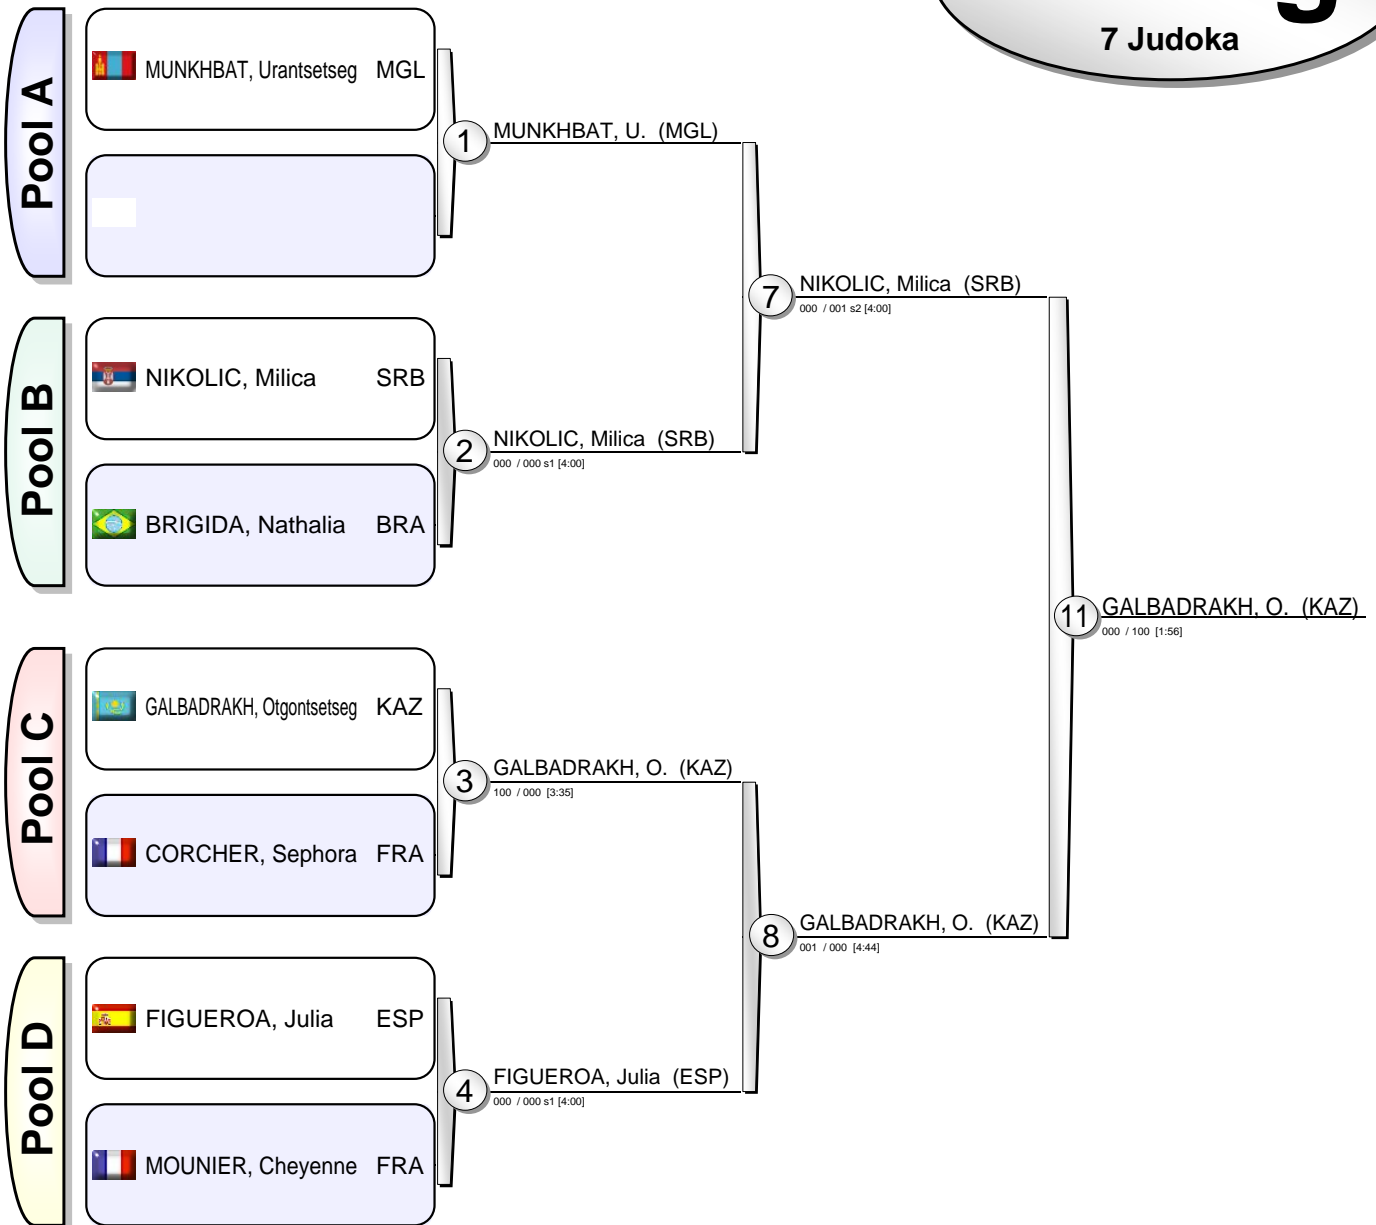 7 Judoka
Pool A
MUNKHBAT, Urantsetseg MGL
1
MUNKHBAT, U. (MGL)
7
NIKOLIC, Milica (SRB)
000 / 001 s2 [4:00]
Pool B
NIKOLIC, Milica SRB
2
NIKOLIC, Milica (SRB)
000 / 000 s1 [4:00]
BRIGIDA, Nathalia BRA
11
GALBADRAKH, O. (KAZ)
000 / 100 [1:56]
Pool C
GALBADRAKH, Otgontsetseg KAZ
3
GALBADRAKH, O. (KAZ)
100 / 000 [3:35]
CORCHER, Sephora FRA
8
GALBADRAKH, O. (KAZ)
001 / 000 [4:44]
Pool D
FIGUEROA, Julia ESP
4
FIGUEROA, Julia (ESP)
000 / 000 s1 [4:00]
MOUNIER, Cheyenne FRA